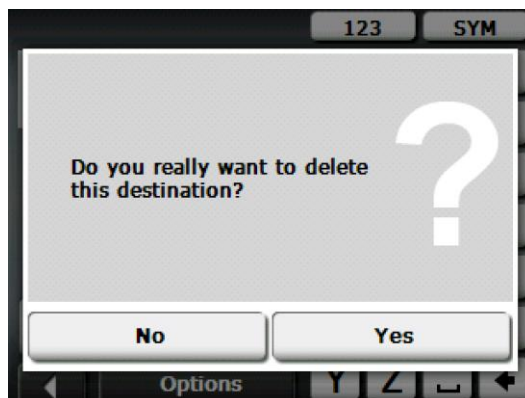 123 SYM
Do you really want to delete
this destination?
?
No Yes
Options Y Z